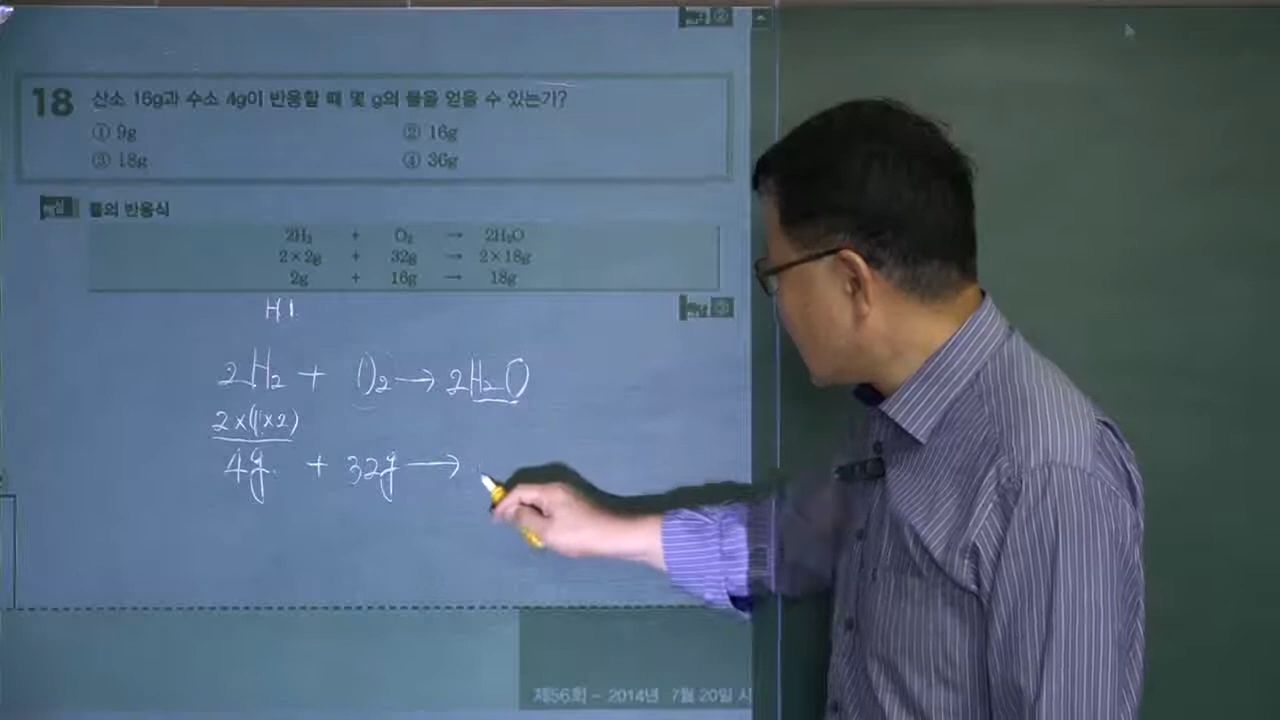 ②
18 산소 16g과 수소 4g이 반응할 때 몇 g의 물을 얻을 수 있는가?
① 9g ② 16g
③ 18g ④ 36g
물의 반응식
2H₂ + O₂ → 2H₂O
2×2g + 32g → 2×18g
2g + 16g → 18g
③
H 1.
2H₂ + O₂ → 2H₂O
2×(1×2)
4g. + 32g →
제56회 - 2014년 7월 20일 시